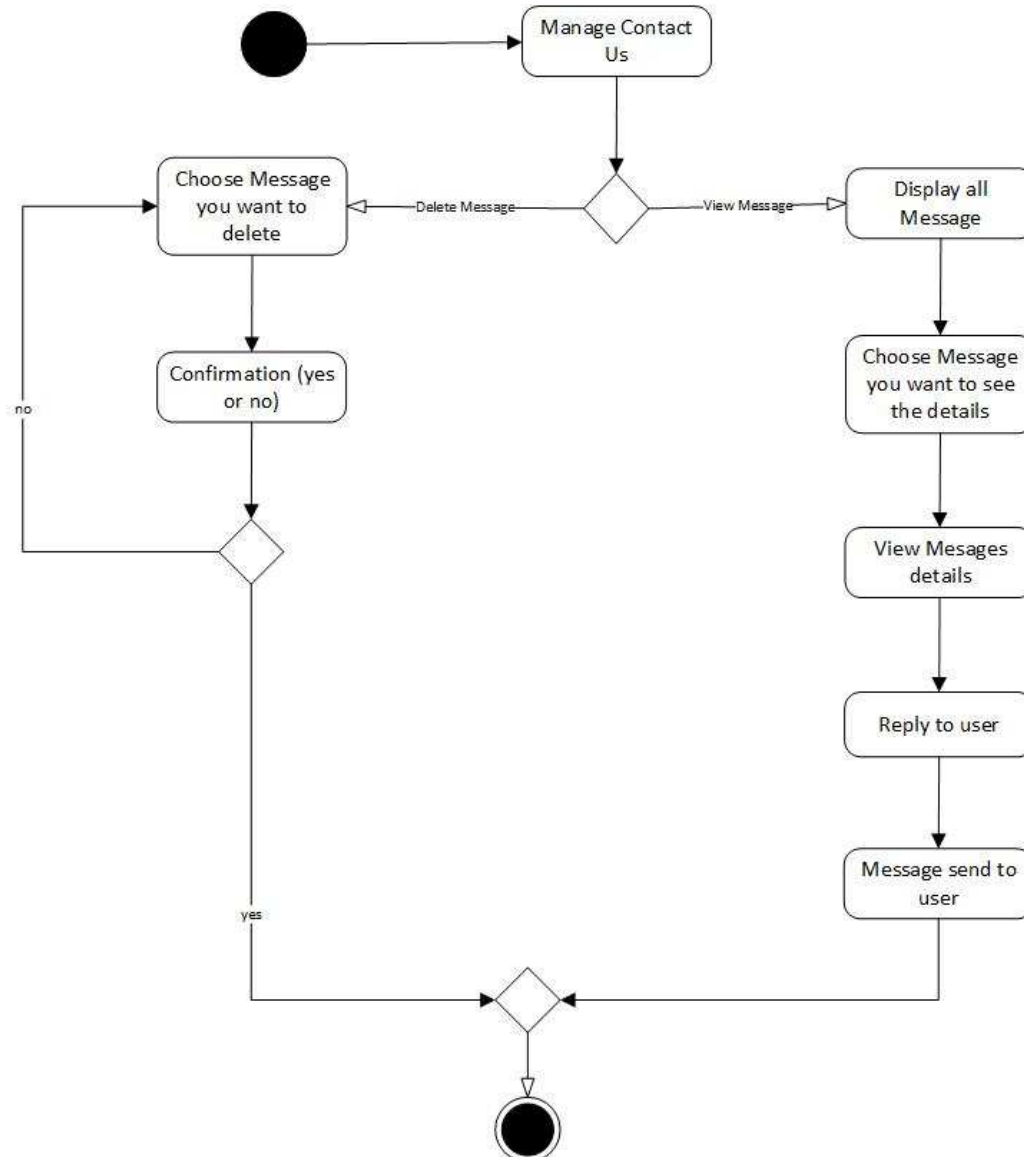 Manage Contact
Us
Choose Message
you want to
delete
Delete Message
View Message
Display all
Message
Confirmation (yes
or no)
no
Choose Message
you want to see
the details
View Mesages
details
Reply to user
Message send to
user
yes